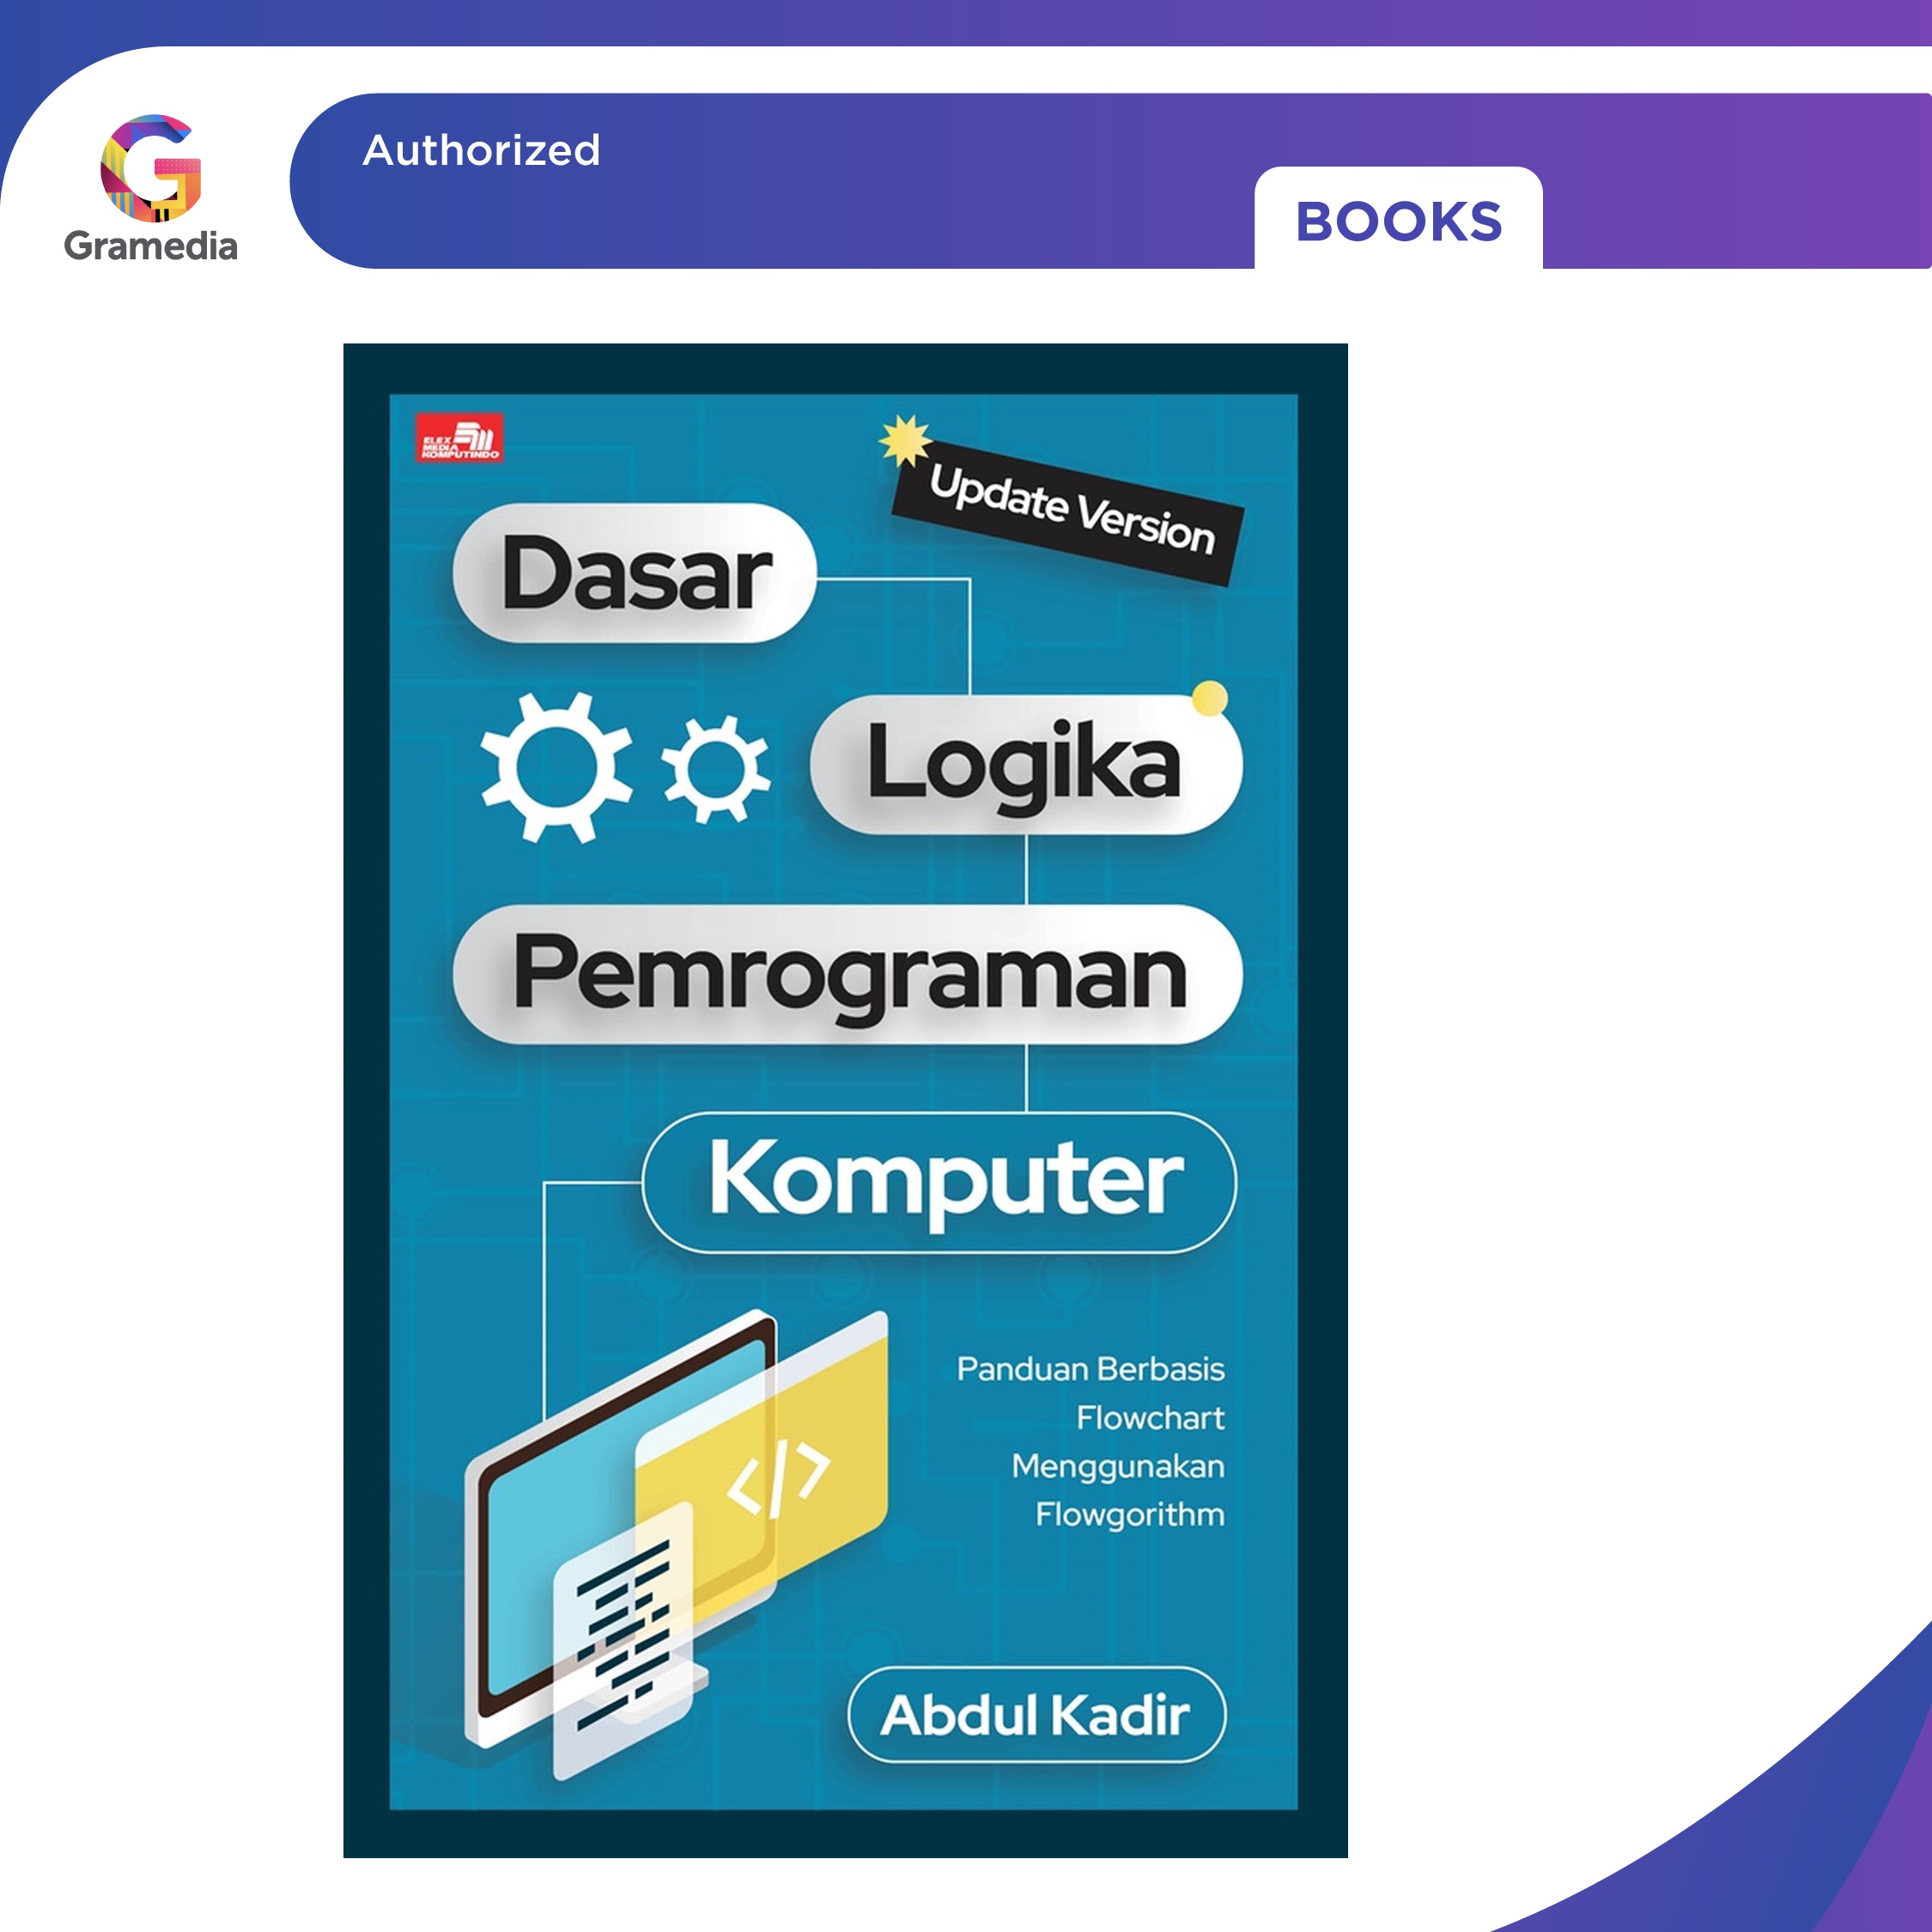 Authorized
BOOKS
Gramedia
ELEX
MEDIA
KOMPUTINDO
Update Version
Dasar
Logika
Pemrograman
Komputer
</>
Panduan Berbasis
Flowchart
Menggunakan
Flowgorithm
Abdul Kadir